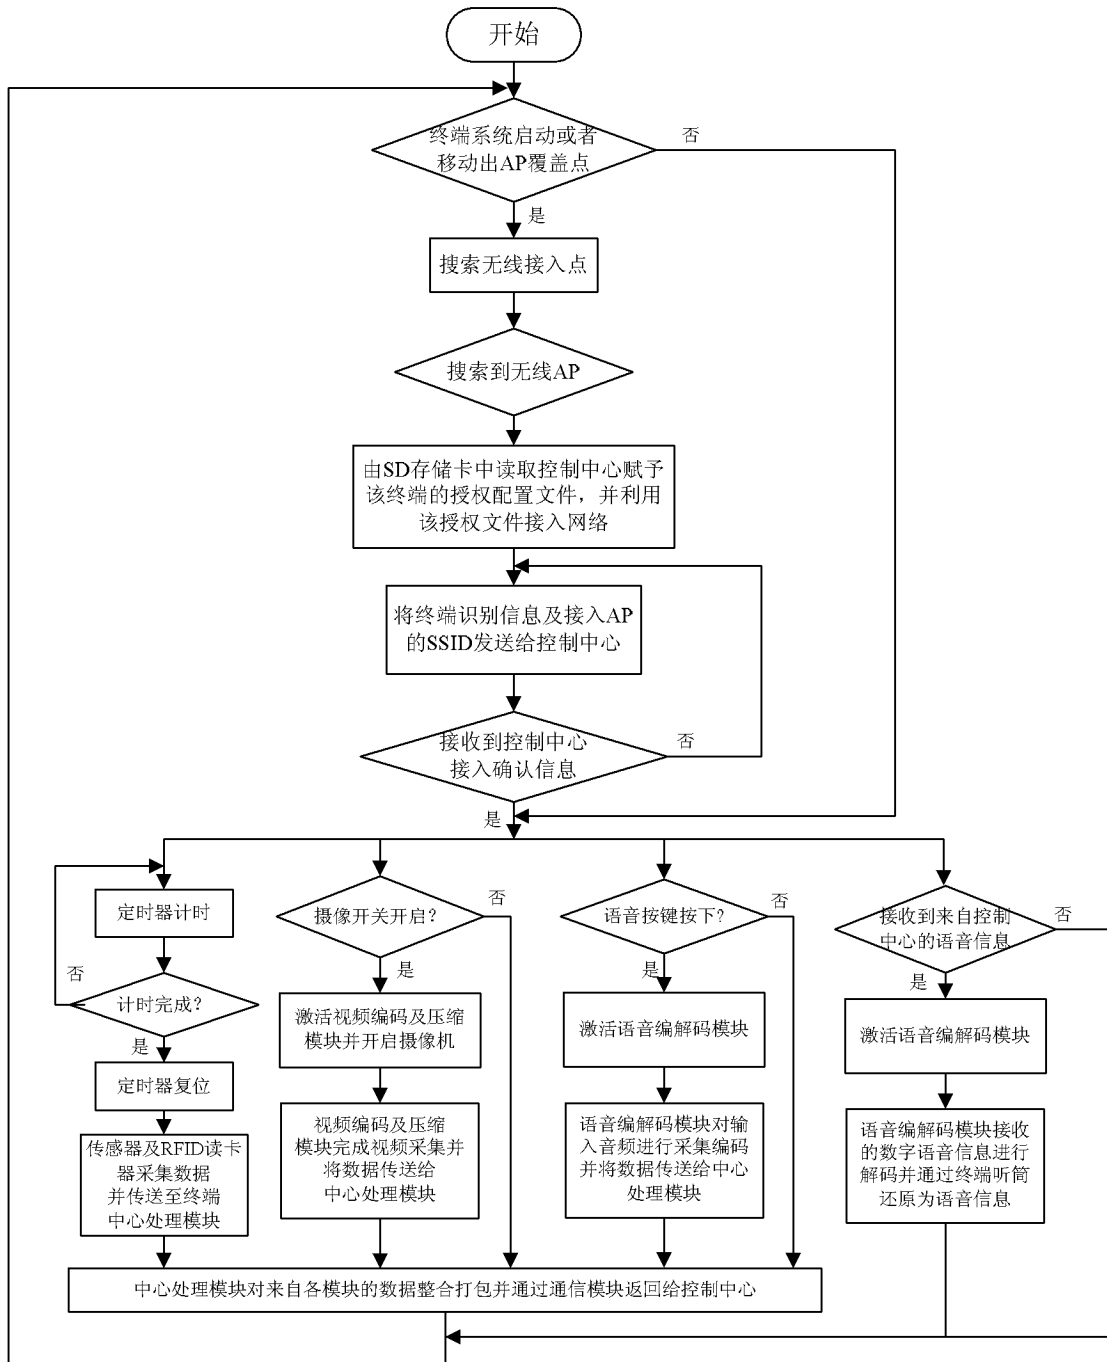 开始
终端系统启动或者
移动出AP覆盖点
否
是
搜索无线接入点
搜索到无线AP
由SD存储卡中读取控制中心赋予
该终端的授权配置文件，并利用
该授权文件接入网络
将终端识别信息及接入AP
的SSID发送给控制中心
接收到控制中心
接入确认信息
否
是
定时器计时
否
计时完成?
是
定时器复位
传感器及RFID读卡
器采集数据
并传送至终端
中心处理模块
摄像开关开启?
否
是
激活视频编码及压缩
模块并开启摄像机
视频编码及压缩
模块完成视频采集并
将数据传送给
中心处理模块
语音按键按下?
否
是
激活语音编解码模块
语音编解码模块对输
入音频进行采集编码
并将数据传送给中心
处理模块
接收到来自控制
中心的语音信息
否
是
激活语音编解码模块
语音编解码模块接收
的数字语音信息进行
解码并通过终端听筒
还原为语音信息
中心处理模块对来自各模块的数据整合打包并通过通信模块返回给控制中心